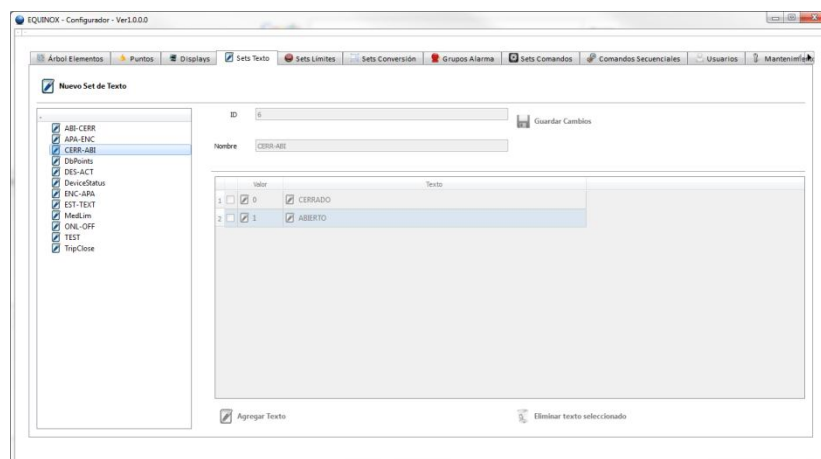 EQUINOX - Configurador - Ver1.0.0.0
Árbol Elementos Puntos Displays Sets Texto Sets Limites Sets Conversión Grupos Alarma Sets Comandos Comandos Secuenciales Usuarios Mantenimiento
Nuevo Set de Texto
ABI-CERR
APA-ENC
CERR-ABI
DbPoints
DES-ACT
DeviceStatus
ENC-APA
EST-TEXT
MedLim
ONL-OFF
TEST
TripClose
ID 6
Guardar Cambios
Nombre CERR-ABI
Valor Texto
1 0 CERRADO
2 1 ABIERTO
Agregar Texto Eliminar texto seleccionado